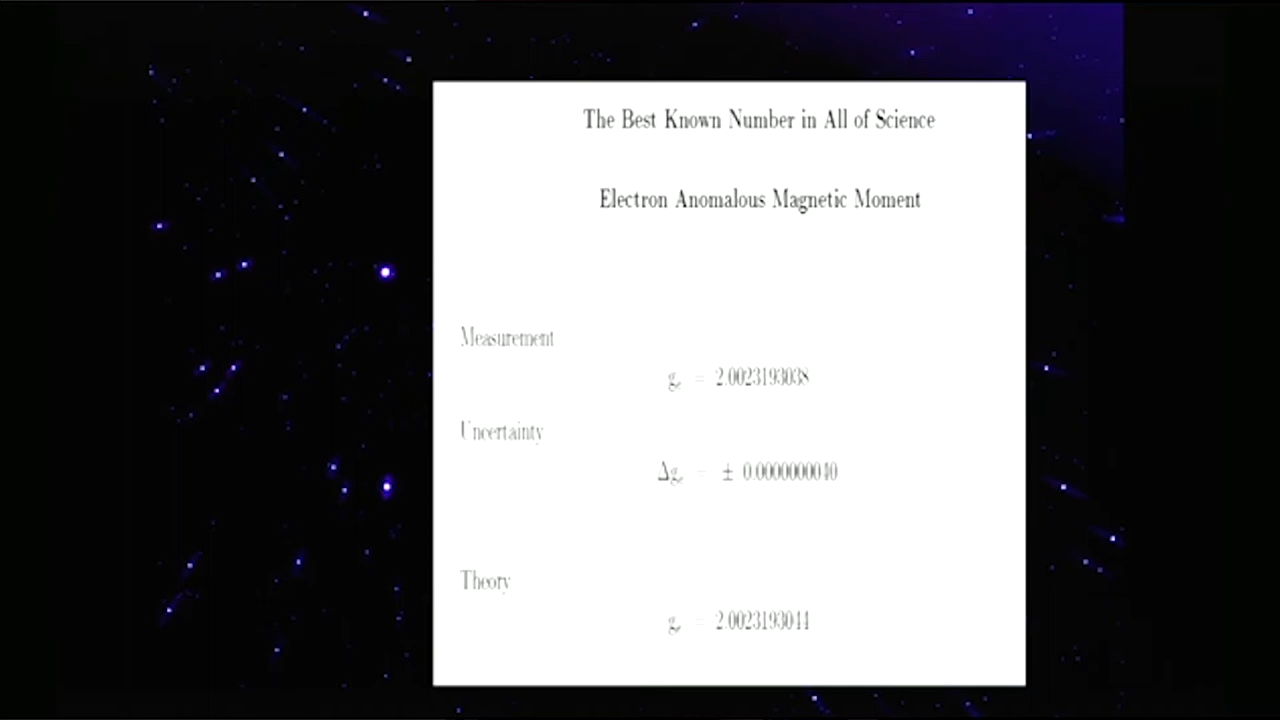 The Best Known Number in All of Science
Electron Anomalous Magnetic Moment
Measurement
gₑ = 2.0023193038
Uncertainty
Δgₑ = ± 0.0000000040
Theory
gₑ = 2.0023193044